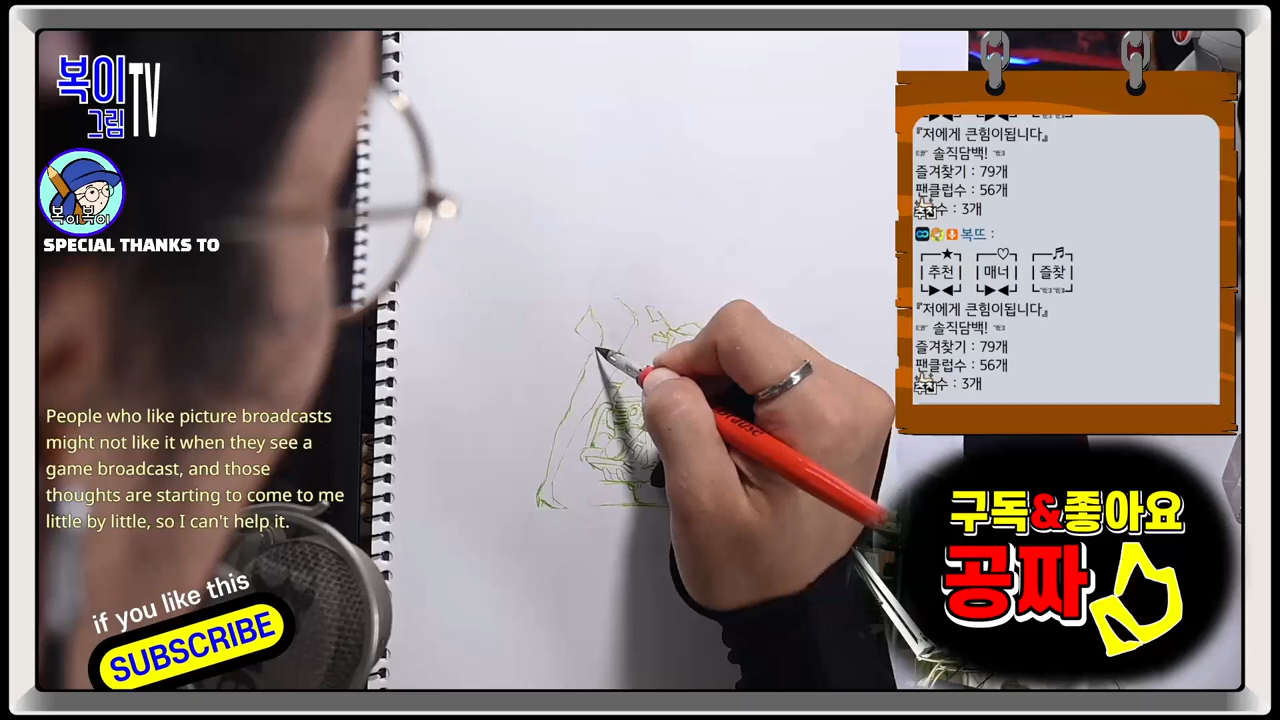 복이
그림
TV
복이복이
SPECIAL THANKS TO
People who like picture broadcasts
might not like it when they see a
game broadcast, and those
thoughts are starting to come to me
little by little, so I can't help it.
if you like this
SUBSCRIBE
『저에게 큰힘이됩니다』
☞ 솔직담백! ☜
즐겨찾기 : 79개
팬클럽수 : 56개
수 : 3개
복뜨 :
┌──★┐ ┌──♡┐ ┌──♬┐
│추천│ │매너│ │즐찾│
└▶◀┘ └▶◀┘ └☜☜┘
『저에게 큰힘이됩니다』
☞ 솔직담백! ☜
즐겨찾기 : 79개
팬클럽수 : 56개
수 : 3개
구독&좋아요
공짜